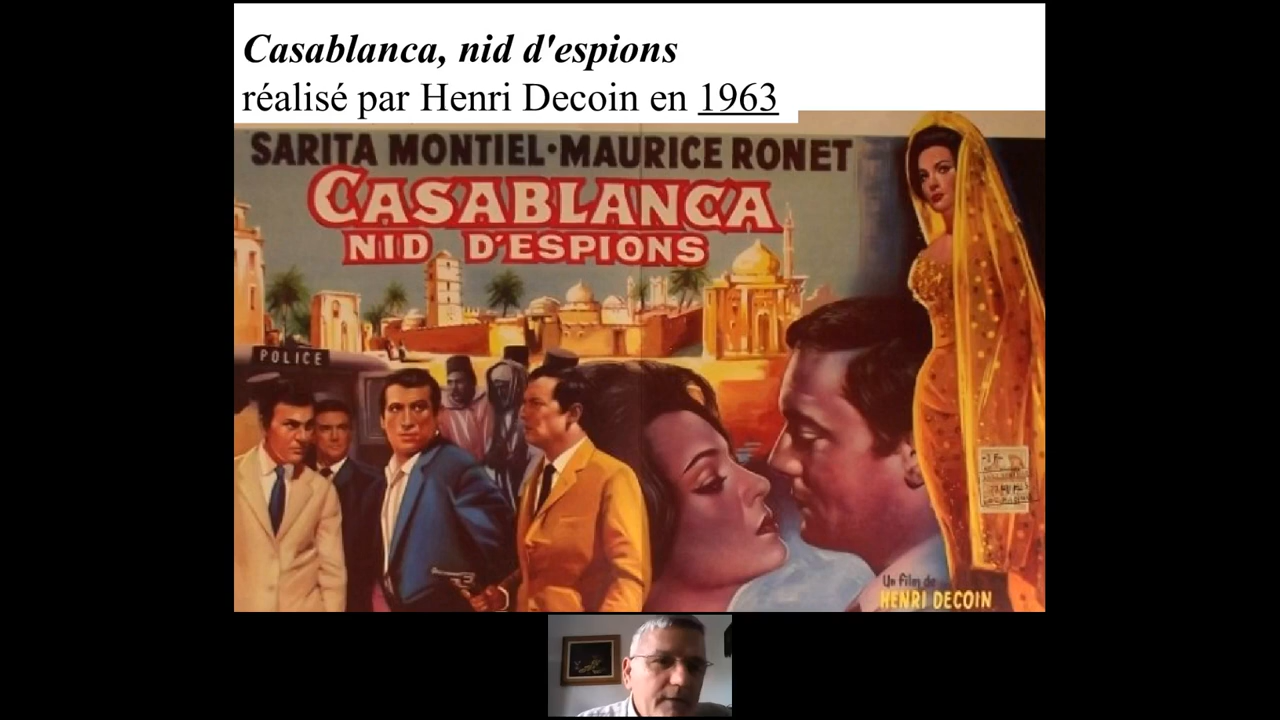 Casablanca, nid d'espions
réalisé par Henri Decoin en 1963
SARITA MONTIEL·MAURICE RONET
CASABLANCA
NID D'ESPIONS
POLICE
Un film de
HENRI DECOIN